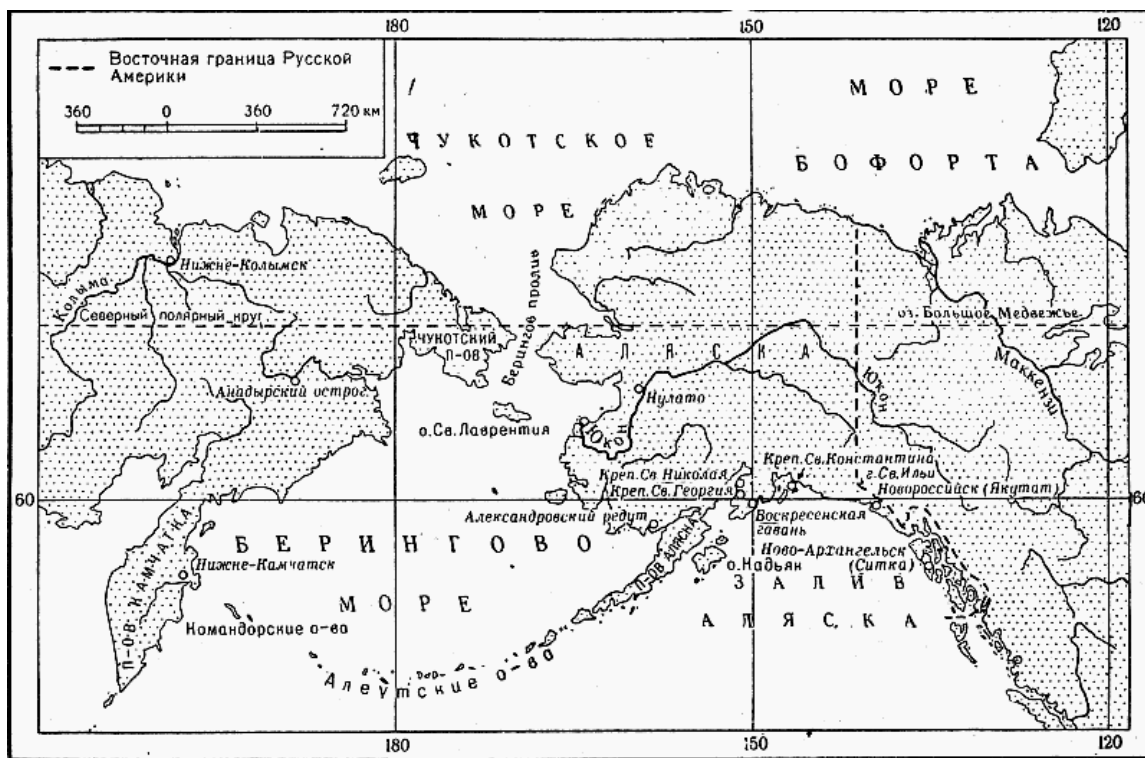 180
150
120
Восточная граница Русской
Америки
360 0 360 720 км
МОРЕ
БОФОРТА
ЧУКОТСКОЕ
МОРЕ
Нижне-Колымск
Колыма
Северный полярный круг
Берингов пролив
ЧУКОТСКИЙ
П-ОВ
АЛЯСКА
оз. Большое Медвежье
Маккензи
Юкон
Анадырский острог
Нулато
о.Св.Лаврентия
Юкон
Креп.Св.Константина
Креп.Св Николая
г.Св.Ильи
Креп.Св.Георгия
Новороссийск (Якутат)
60
60
Александровский редут
Воскресенская
гавань
БЕРИНГОВО
МОРЕ
П-ОВ КАМЧАТКА
Нижне-Камчатск
П-ОВ АЛЯСКА
о.Надьяк
Ново-Архангельск
(Ситка)
ЗАЛИВ
АЛЯСКА
Командорские о-ва
Алеутские о-ва
180
150
120